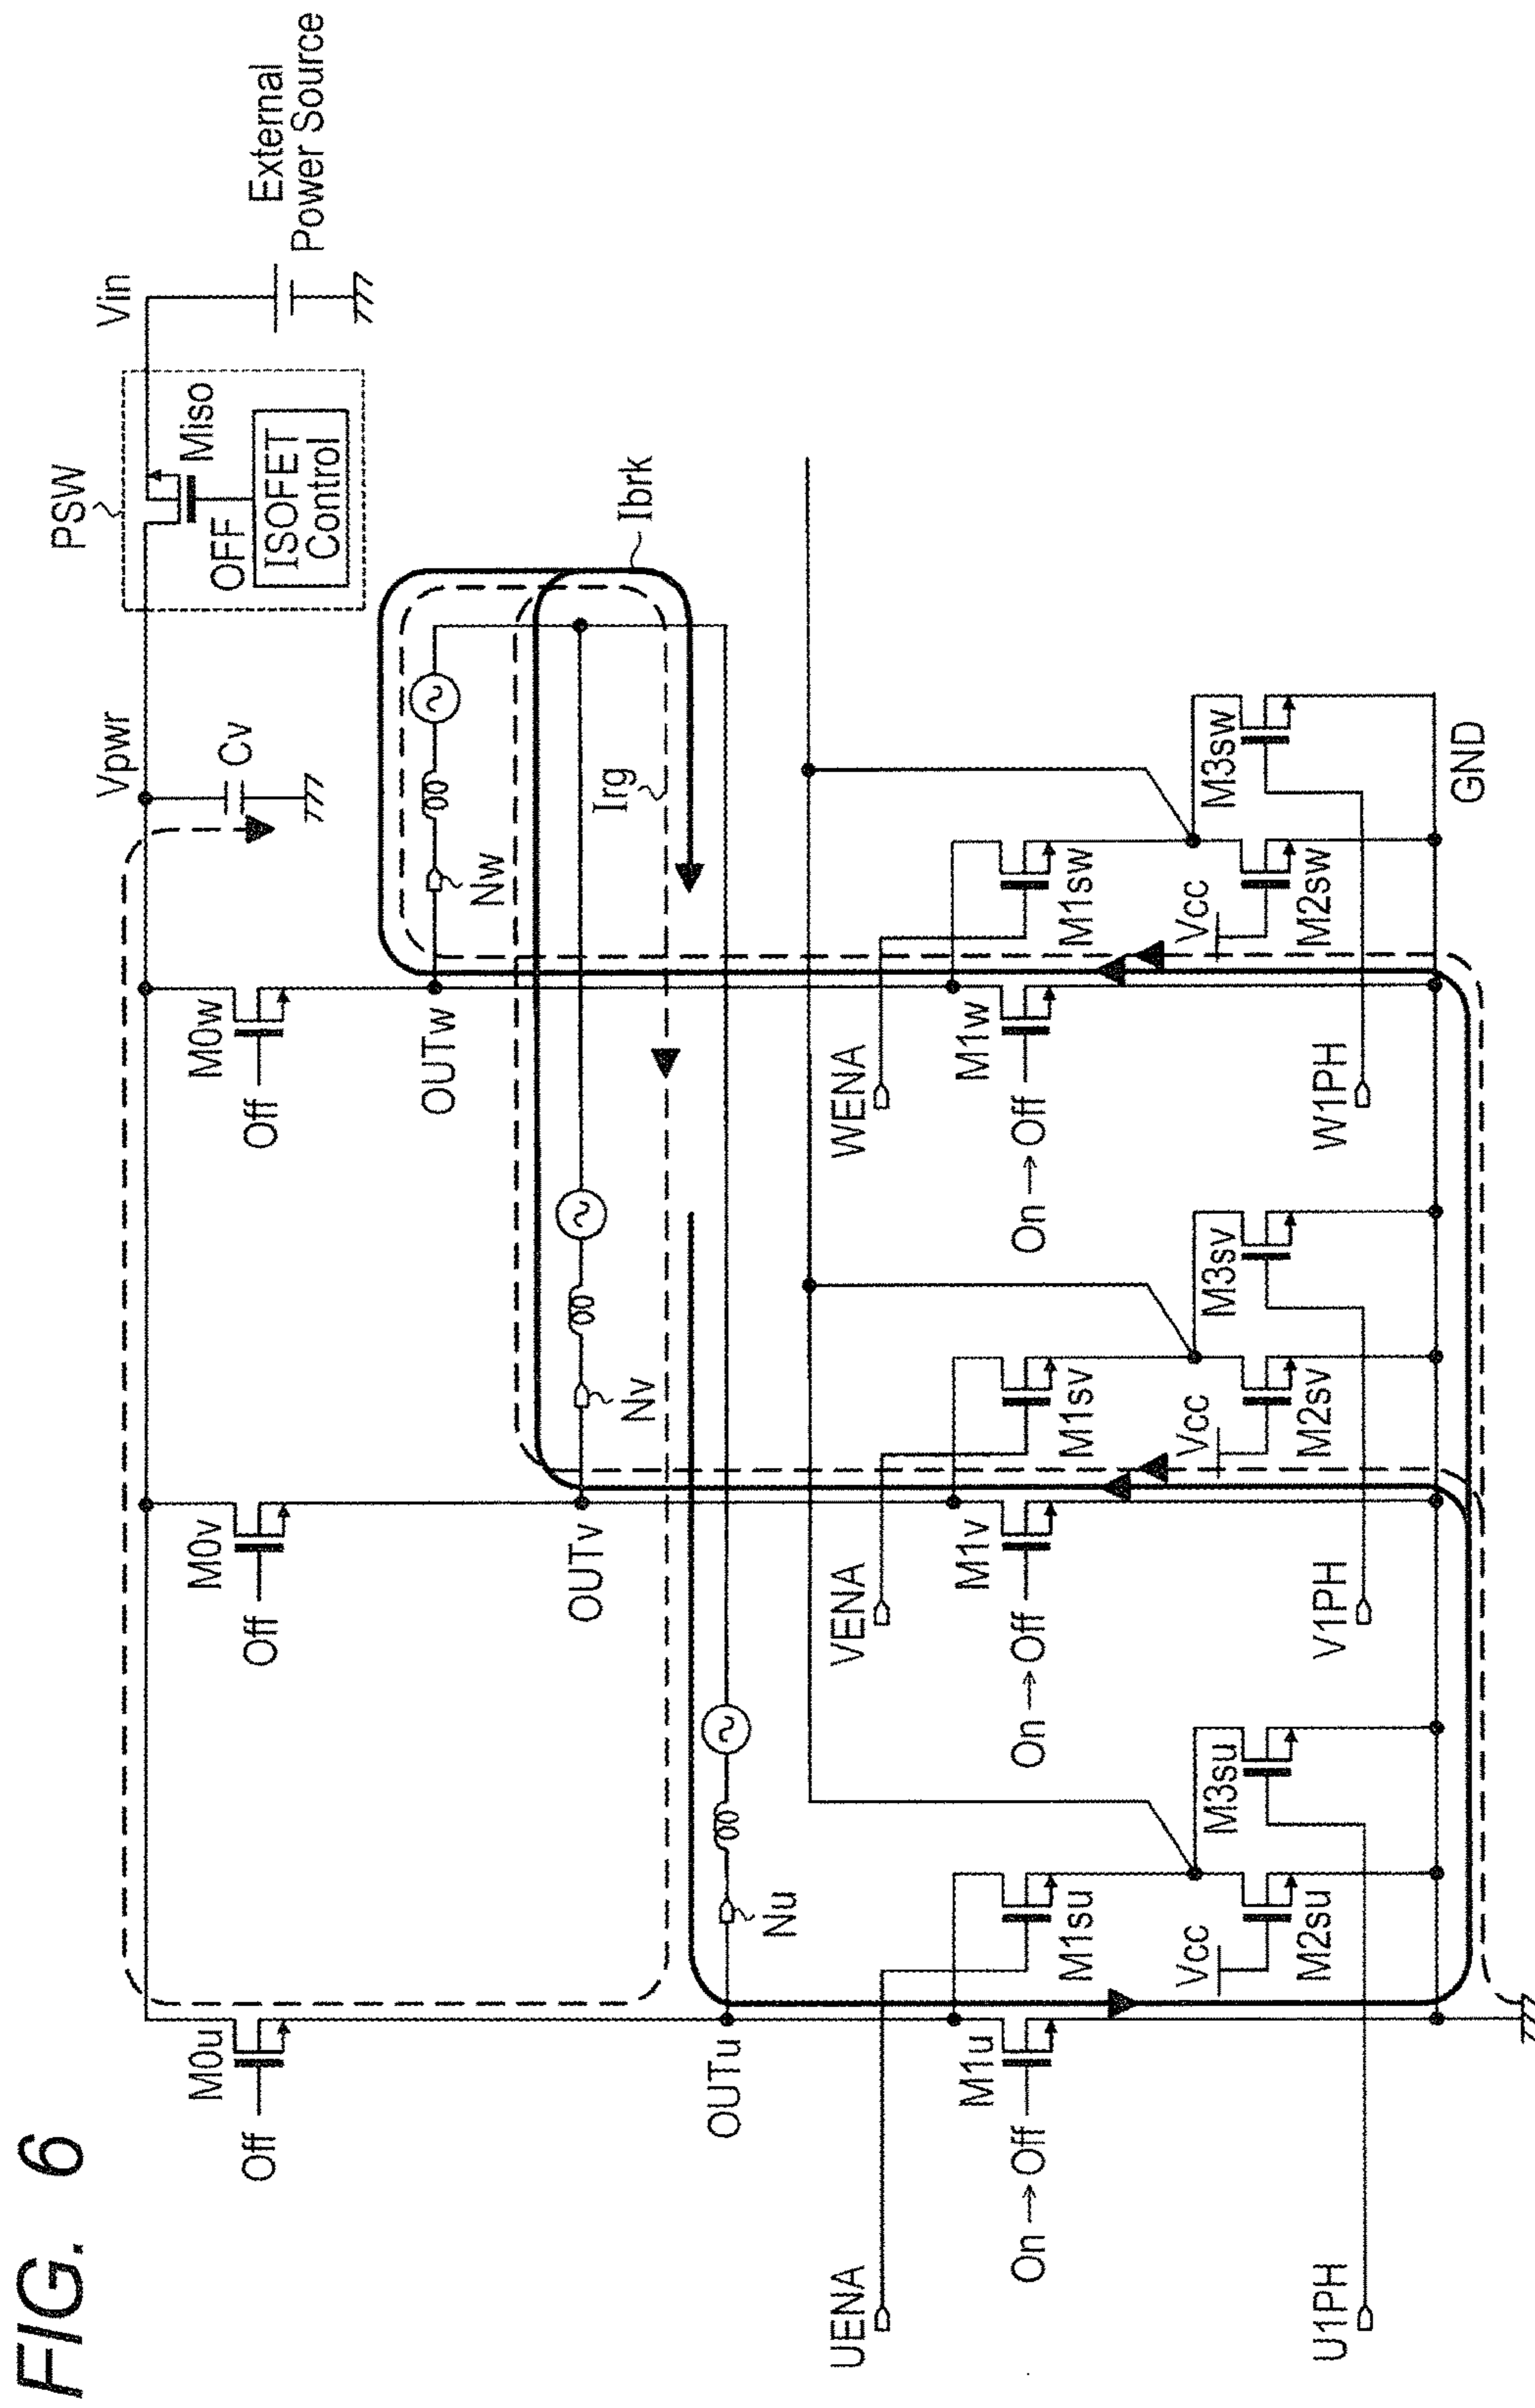 FIG. 6
PSW
Vpwr
Vin
Miso
OFF
ISOFET
Control
External
Power Source
Cv
M0u
Off
M0v
Off
M0w
Off
OUTu
OUTv
OUTw
Nu
Nv
Nw
Irg
Ibrk
UENA
VENA
WENA
M1u
On → Off
M1su
M1v
On → Off
M1sv
M1w
On → Off
M1sw
Vcc
M2su
M3su
Vcc
M2sv
M3sv
Vcc
M2sw
M3sw
U1PH
V1PH
W1PH
GND